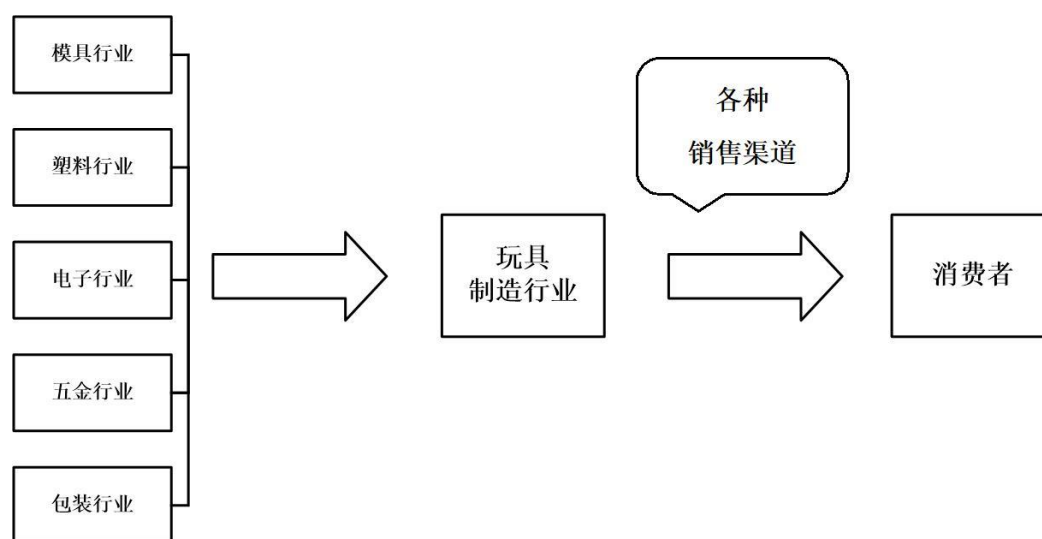 模具行业
塑料行业
电子行业
五金行业
包装行业
玩具
制造行业
各种
销售渠道
消费者